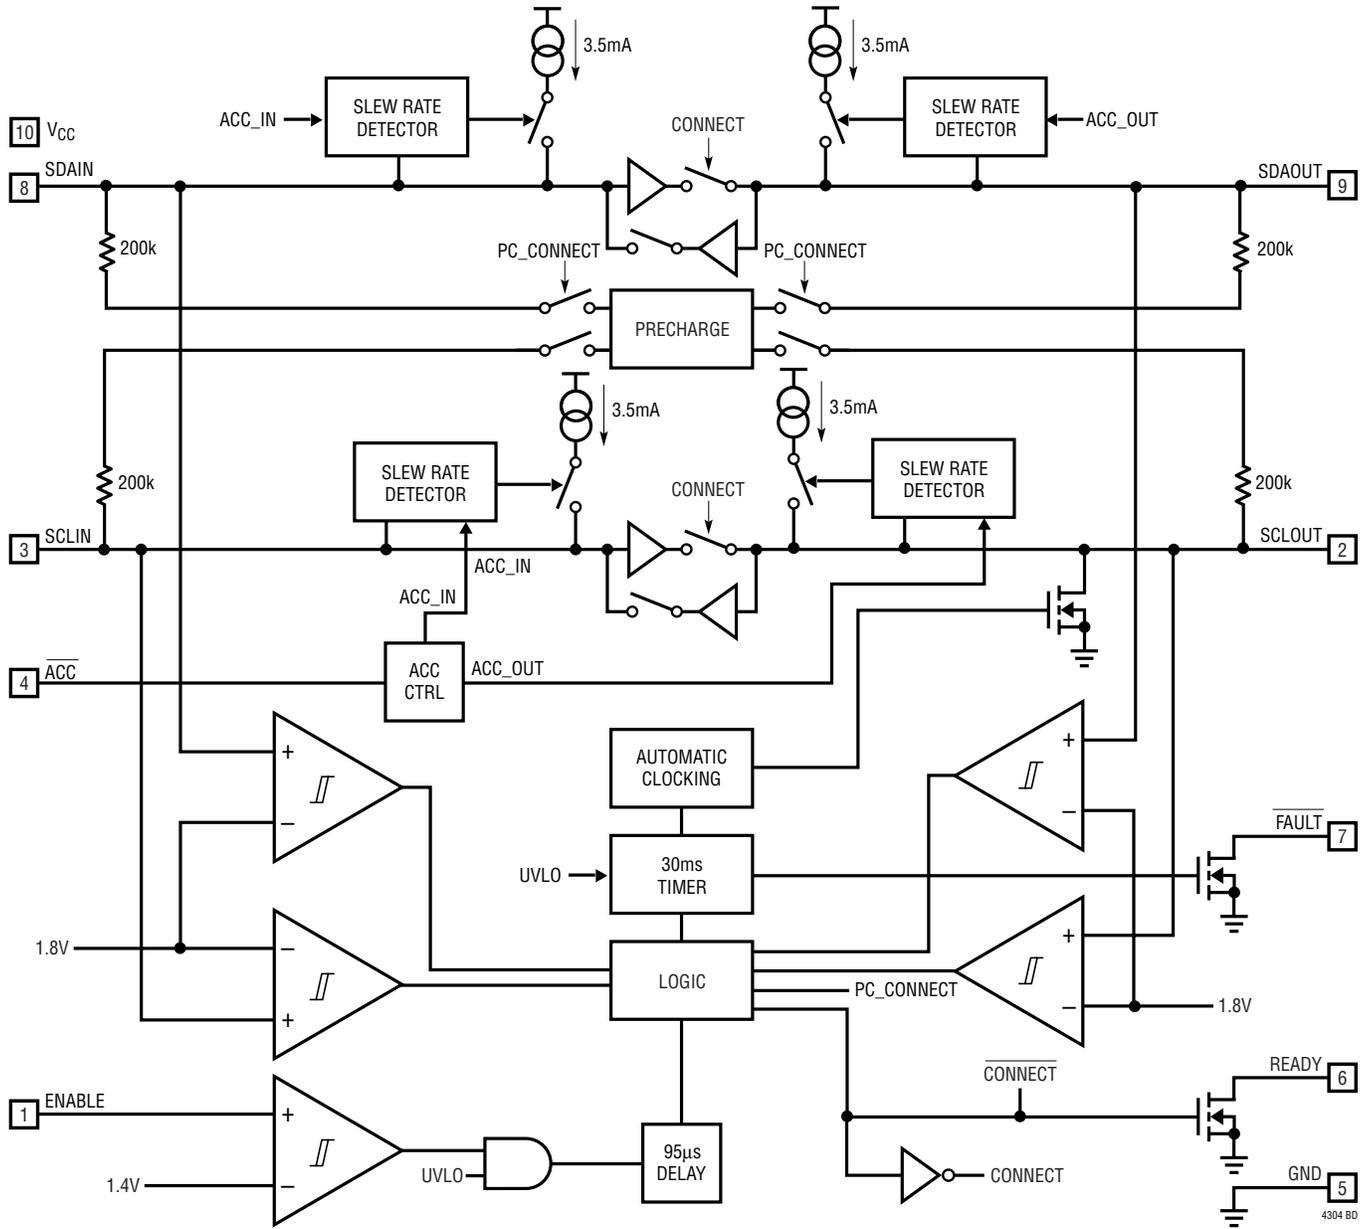 3.5mA
3.5mA
ACC_IN
SLEW RATE
DETECTOR
SLEW RATE
DETECTOR
ACC_OUT
10 VCC
CONNECT
8 SDAIN
SDAOUT 9
200k
PC_CONNECT
PC_CONNECT
200k
PRECHARGE
3.5mA
3.5mA
SLEW RATE
DETECTOR
SLEW RATE
DETECTOR
200k
CONNECT
200k
3 SCLIN
SCLOUT 2
ACC_IN
ACC_IN
4 ACC
ACC
CTRL
ACC_OUT
+
–
AUTOMATIC
CLOCKING
+
–
FAULT 7
UVLO
30ms
TIMER
1.8V
–
+
LOGIC
PC_CONNECT
+
–
1.8V
CONNECT
READY 6
1 ENABLE
+
–
1.4V
UVLO
95µs
DELAY
CONNECT
GND 5
4304 BD